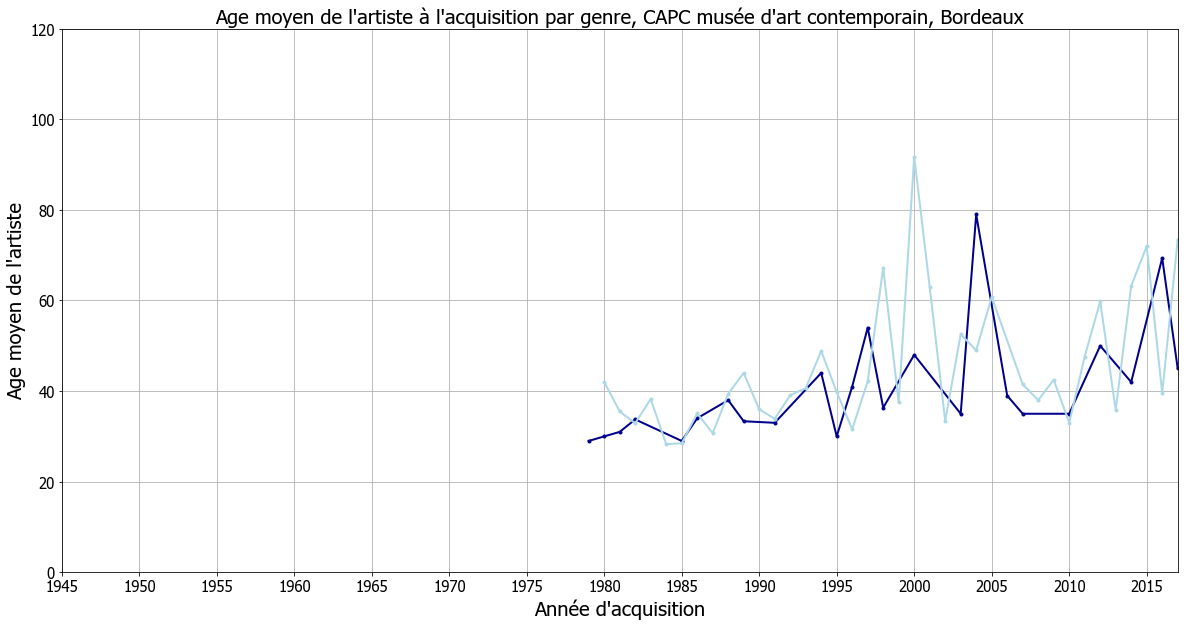 Age moyen de l'artiste à l'acquisition par genre, CAPC musée d'art contemporain, Bordeaux
120
100
80
60
40
20
0
Age moyen de l'artiste
1945 1950 1955 1960 1965 1970 1975 1980 1985 1990 1995 2000 2005 2010 2015
Année d'acquisition